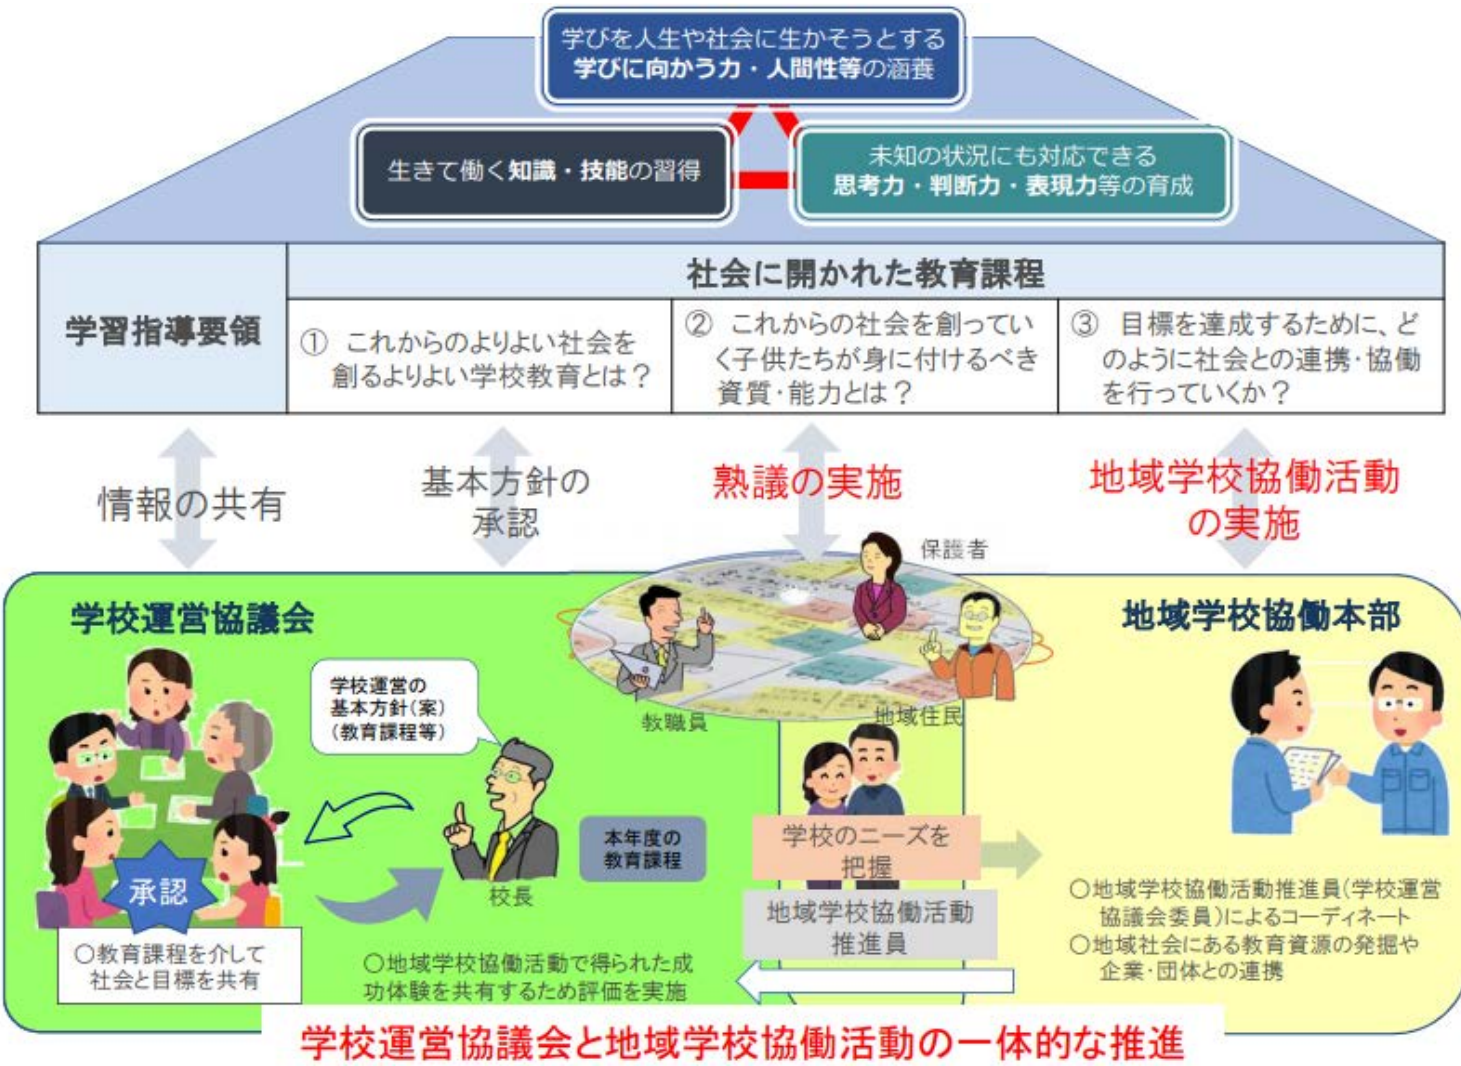 学びを人生や社会に生かそうとする
学びに向かう力・人間性等の涵養
生きて働く知識・技能の習得
未知の状況にも対応できる
思考力・判断力・表現力等の育成
学習指導要領
社会に開かれた教育課程
① これからのよりよい社会を
創るよりよい学校教育とは？
② これからの社会を創ってい
く子供たちが身に付けるべき
資質・能力とは？
③ 目標を達成するために、ど
のように社会との連携・協働
を行っていくか？
情報の共有
基本方針の
承認
熟議の実施
地域学校協働活動
の実施
学校運営協議会
保護者
教職員
地域住民
地域学校協働本部
学校運営の
基本方針（案）
（教育課程等）
校長
本年度の
教育課程
承認
〇教育課程を介して
社会と目標を共有
〇地域学校協働活動で得られた成
功体験を共有するため評価を実施
学校のニーズを
把握
地域学校協働活動
推進員
〇地域学校協働活動推進員（学校運営
協議会委員）によるコーディネート
〇地域社会にある教育資源の発掘や
企業・団体との連携
学校運営協議会と地域学校協働活動の一体的な推進